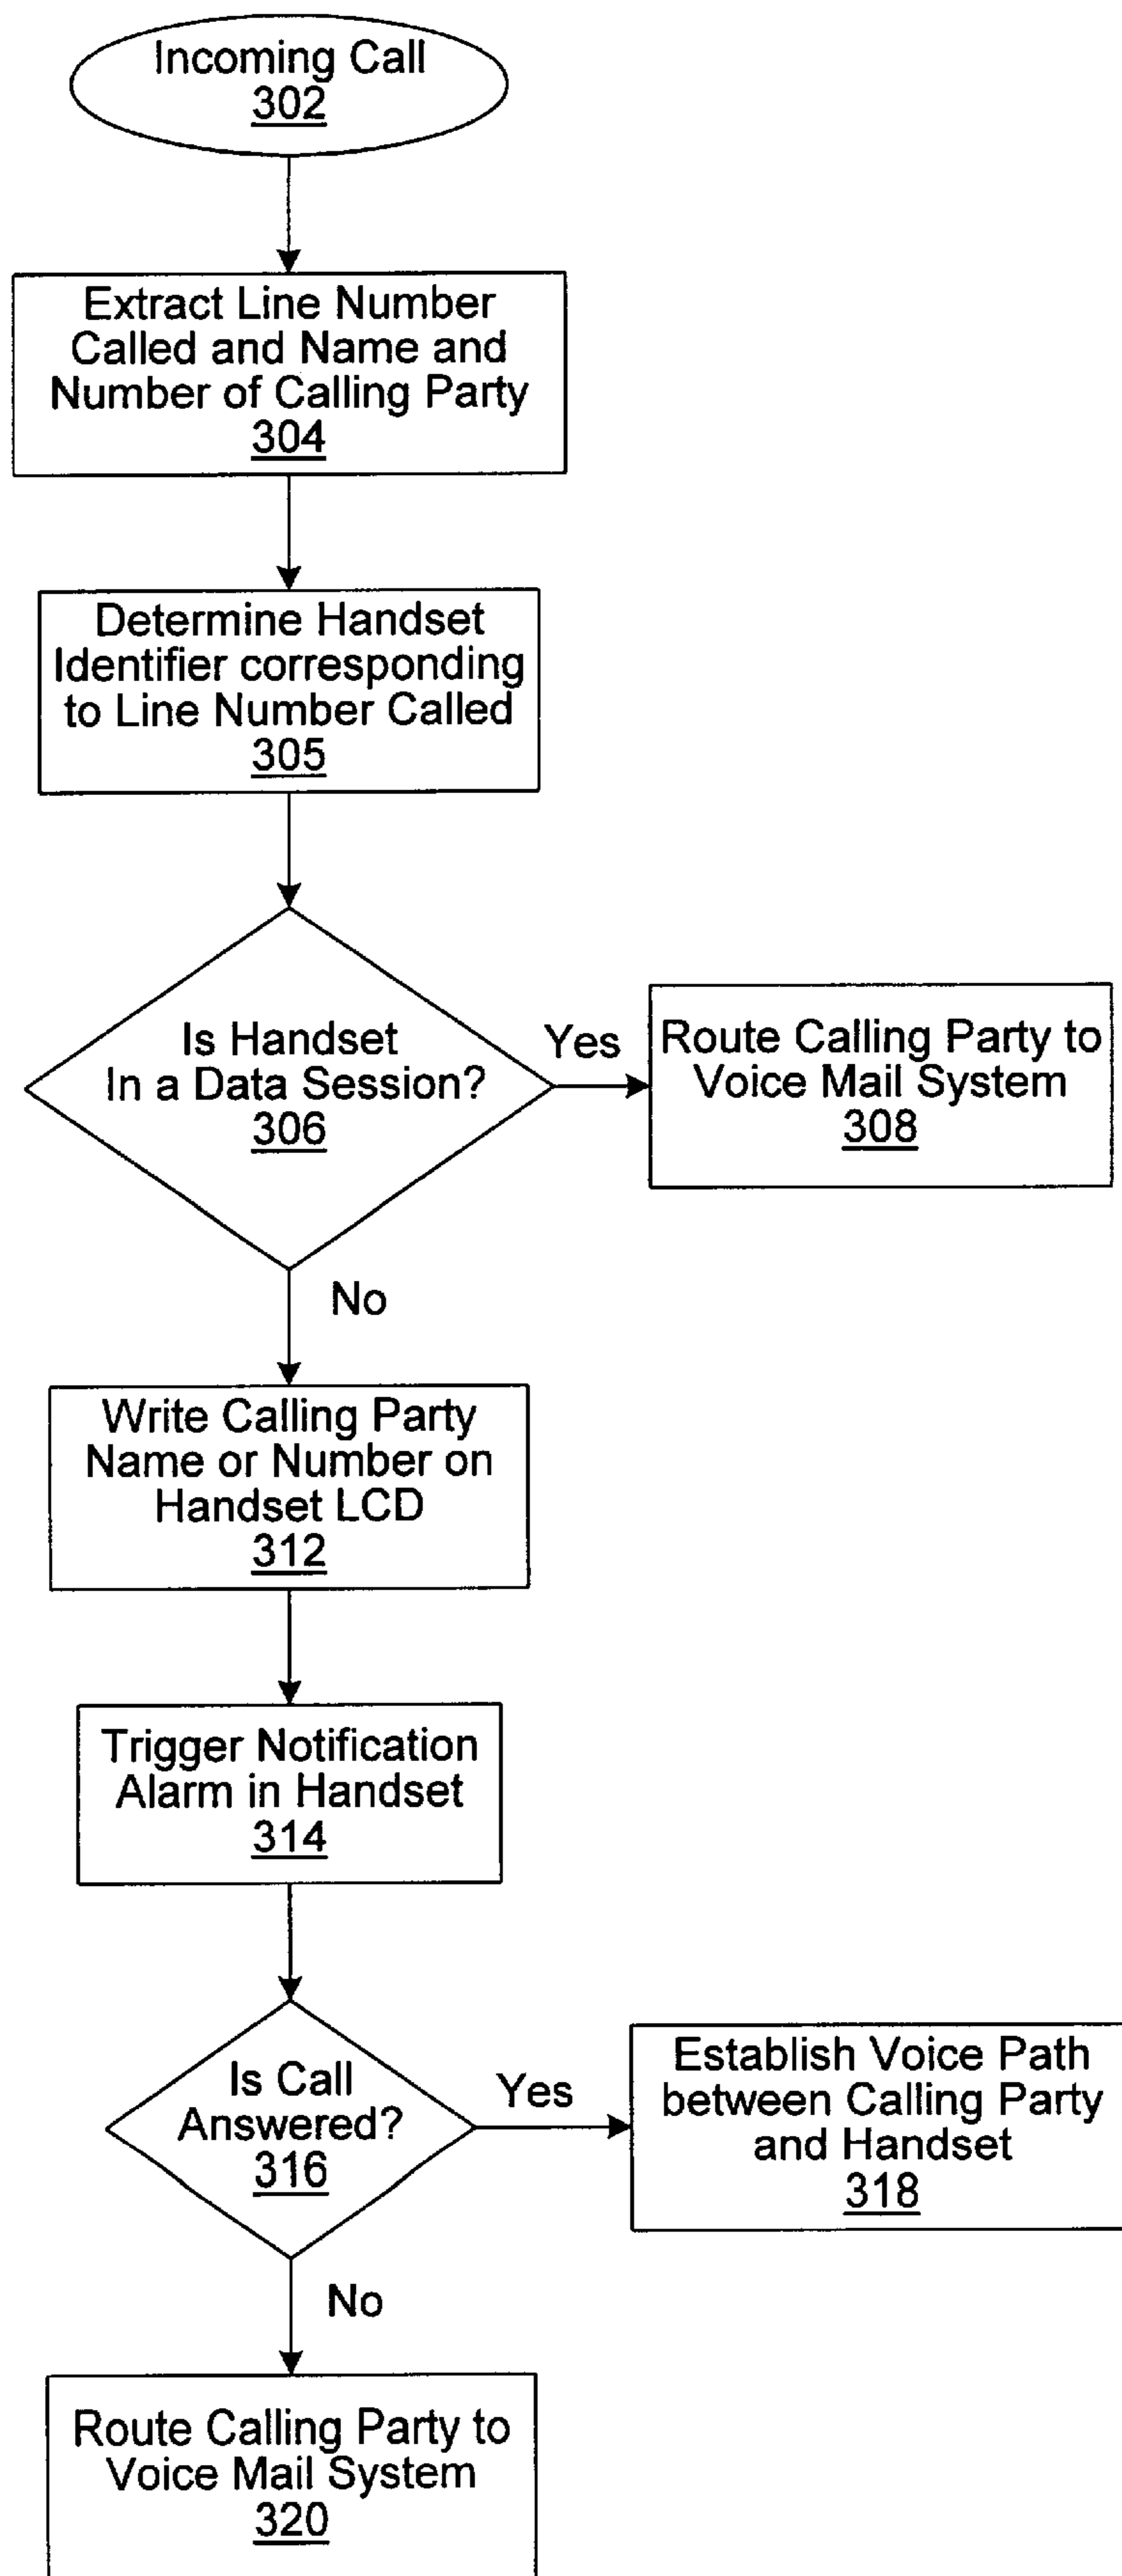 Incoming Call
302
Extract Line Number
Called and Name and
Number of Calling Party
304
Determine Handset
Identifier corresponding
to Line Number Called
305
Is Handset
In a Data Session?
306
Yes
Route Calling Party to
Voice Mail System
308
No
Write Calling Party
Name or Number on
Handset LCD
312
Trigger Notification
Alarm in Handset
314
Is Call
Answered?
316
Yes
Establish Voice Path
between Calling Party
and Handset
318
No
Route Calling Party to
Voice Mail System
320